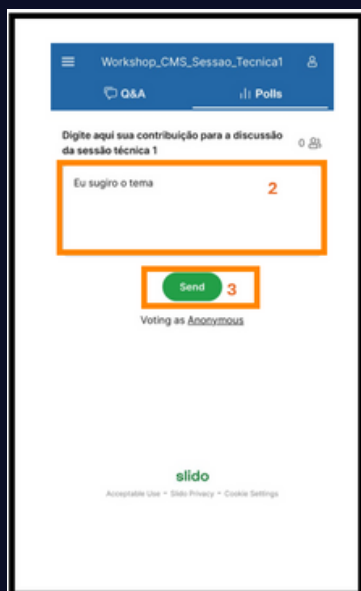 Workshop_CMS_Sessao_Tecnica1
Q&A
Polls
Digite aqui sua contribuição para a discussão
da sessão técnica 1
0
Eu sugiro o tema
2
Send
3
Voting as Anonymous
slido
Acceptable Use • Slido Privacy • Cookie Settings